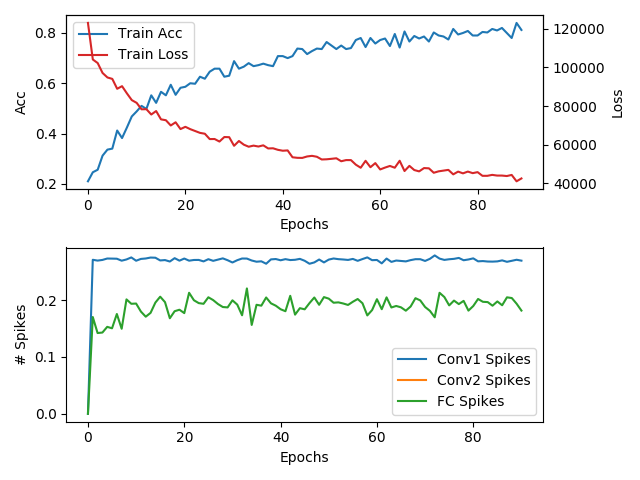 Train Acc
Train Loss
0.8
0.6
0.4
0.2
Acc
120000
100000
80000
60000
40000
Loss
0 20 40 60 80
Epochs
0.2
0.1
0.0
# Spikes
Conv1 Spikes
Conv2 Spikes
FC Spikes
0 20 40 60 80
Epochs